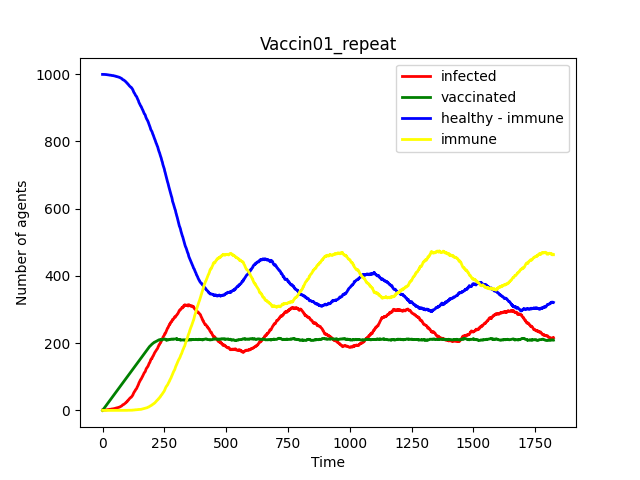 Vaccin01_repeat
infected
vaccinated
healthy - immune
immune
Number of agents
1000
800
600
400
200
0
0 250 500 750 1000 1250 1500 1750
Time